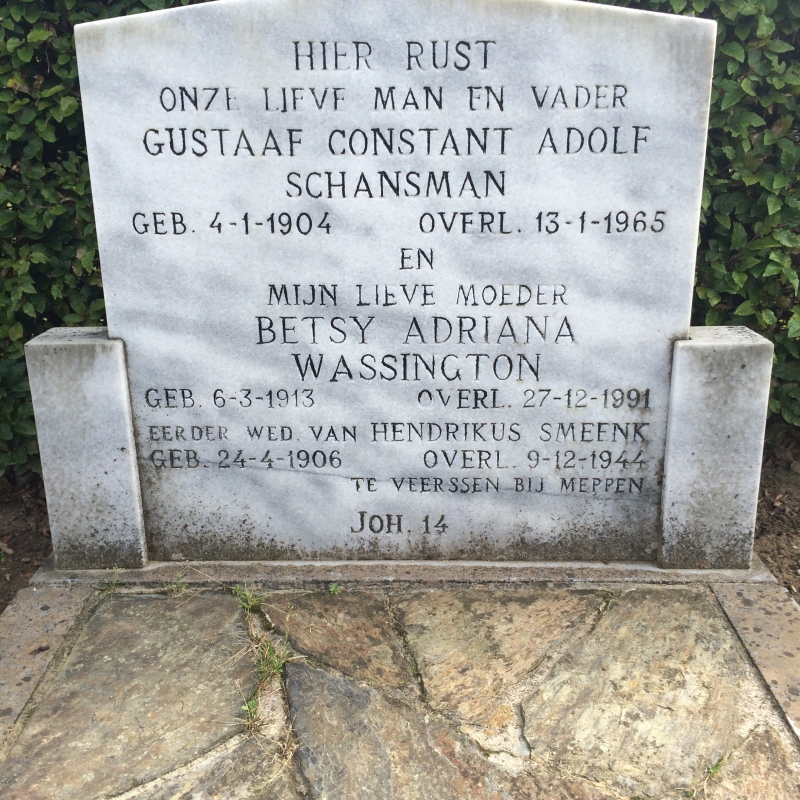 HIER RUST
ONZE LIEVE MAN EN VADER
GUSTAAF CONSTANT ADOLF
SCHANSMAN
GEB. 4-1-1904 OVERL. 13-1-1965
EN
MIJN LIEVE MOEDER
BETSY ADRIANA
WASSINGTON
GEB. 6-3-1913 OVERL. 27-12-1991
EERDER WED. VAN HENDRIKUS SMEENK
GEB. 24-4-1906 OVERL. 9-12-1944
TE VEERSSEN BIJ MEPPEN
JOH. 14